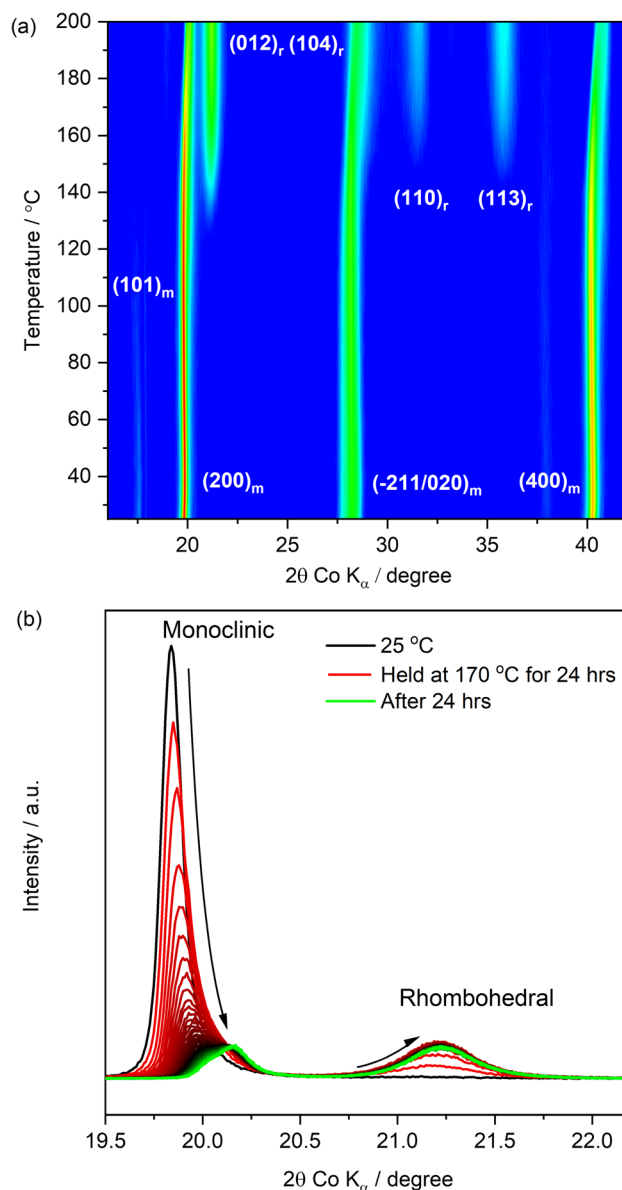 (a)
200
180
160
140
120
100
80
60
40
Temperature / °C
(012)r (104)r
(110)r
(113)r
(101)m
(200)m
(-211/020)m
(400)m
20
25
30
35
40
2θ Co Kα / degree
(b)
Monoclinic
25 °C
Held at 170 °C for 24 hrs
After 24 hrs
Intensity / a.u.
Rhombohedral
19.5
20.0
20.5
21.0
21.5
22.0
2θ Co Kα / degree